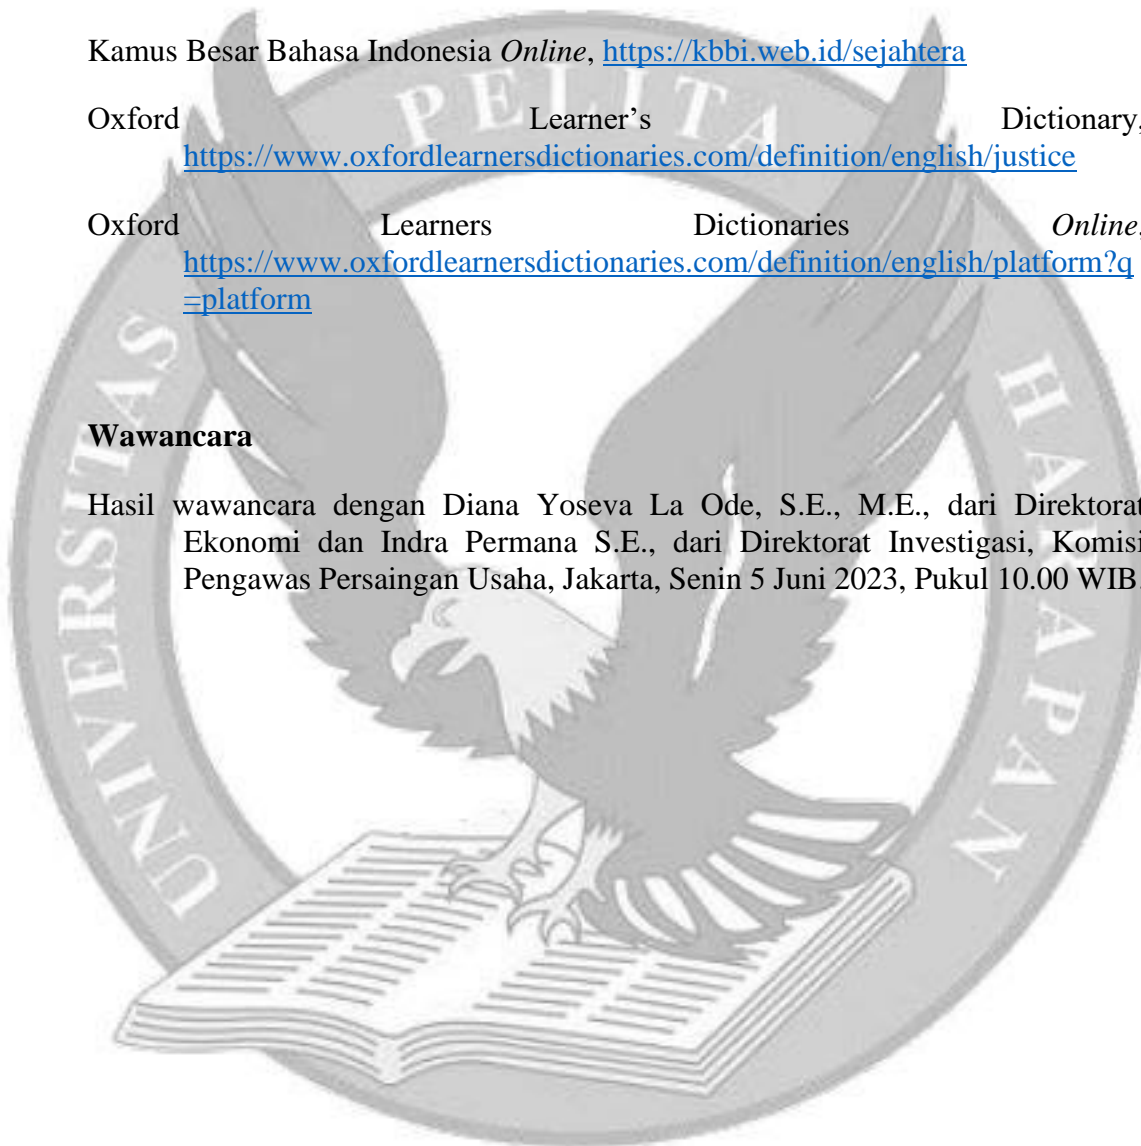 Kamus Besar Bahasa Indonesia Online, https://kbbi.web.id/sejahtera
Oxford Learner’s Dictionary,
https://www.oxfordlearnersdictionaries.com/definition/english/justice
Oxford Learners Dictionaries Online,
https://www.oxfordlearnersdictionaries.com/definition/english/platform?q
=platform
Wawancara
Hasil wawancara dengan Diana Yoseva La Ode, S.E., M.E., dari Direktorat
Ekonomi dan Indra Permana S.E., dari Direktorat Investigasi, Komisi
Pengawas Persaingan Usaha, Jakarta, Senin 5 Juni 2023, Pukul 10.00 WIB.
UNIVERSITAS PELITA HARAPAN